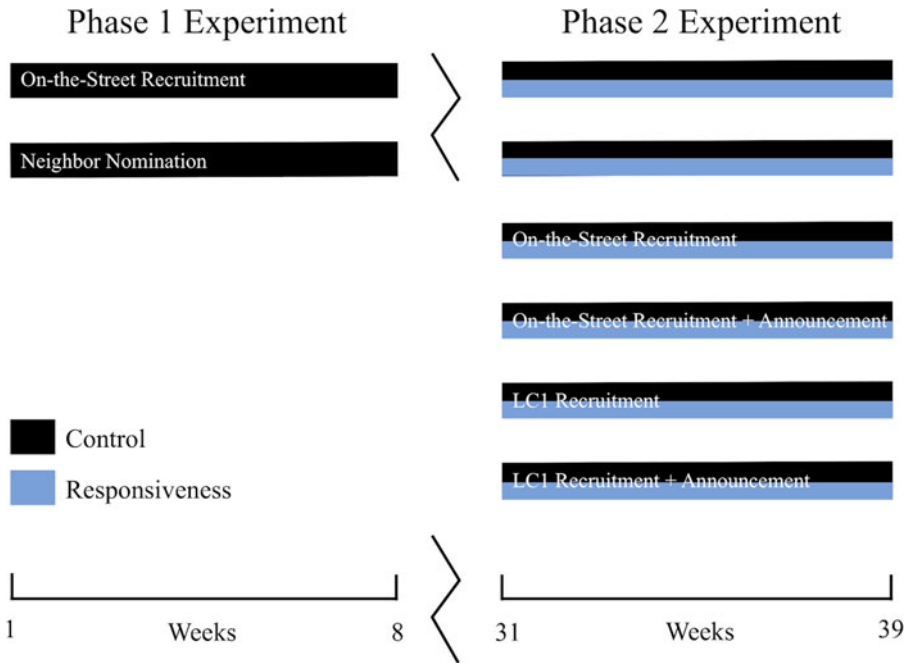 Phase 1 Experiment
Phase 2 Experiment
On-the-Street Recruitment
Neighbor Nomination
On-the-Street Recruitment
On-the-Street Recruitment + Announcement
LC1 Recruitment
LC1 Recruitment + Announcement
Control
Responsiveness
1 Weeks 8
31 Weeks 39